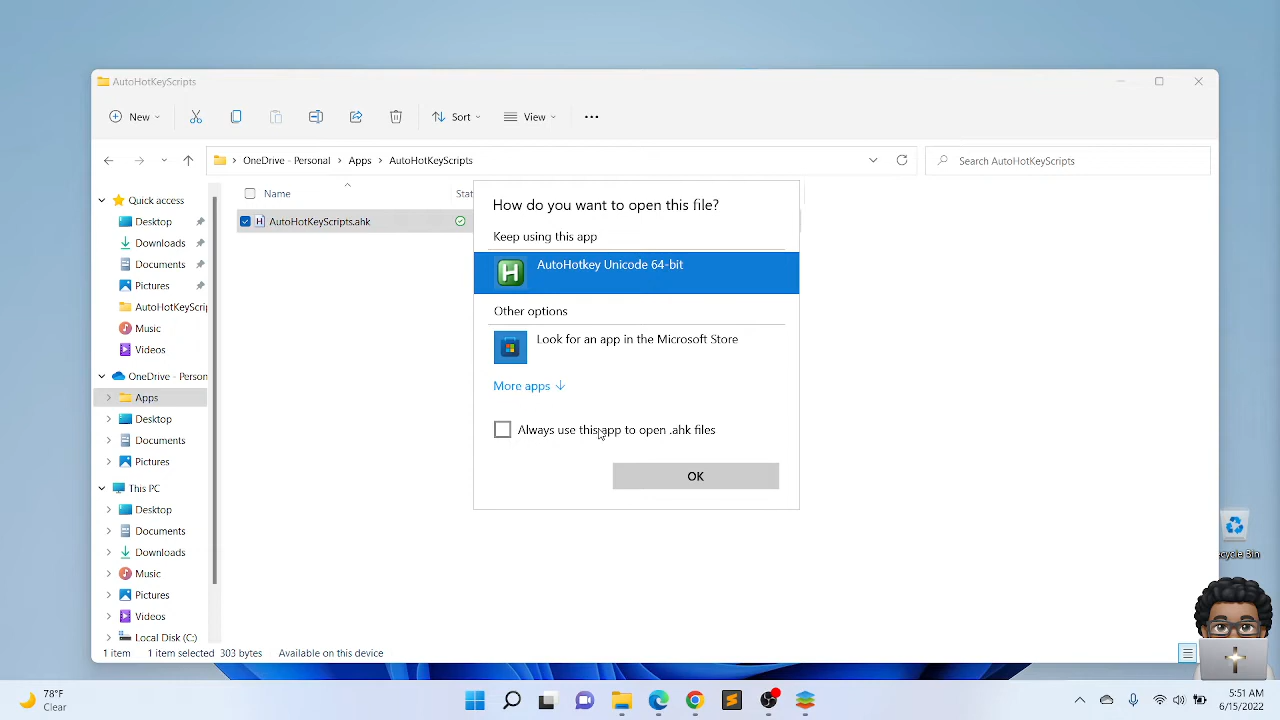 AutoHotKeyScripts
New
Sort
View
OneDrive - Personal
Apps
AutoHotKeyScripts
Search AutoHotKeyScripts
Quick access
Desktop
Downloads
Documents
Pictures
AutoHotKeyScrip
Music
Videos
OneDrive - Person
Apps
Desktop
Documents
Pictures
This PC
Desktop
Documents
Downloads
Music
Pictures
Videos
Local Disk (C:)
Name
Stat
AutoHotKeyScripts.ahk
How do you want to open this file?
Keep using this app
H
AutoHotkey Unicode 64-bit
Other options
Look for an app in the Microsoft Store
More apps
Always use this app to open .ahk files
OK
1 item
1 item selected
303 bytes
Available on this device
ecycle Bin
78°F
Clear
5:51 AM
6/15/2022